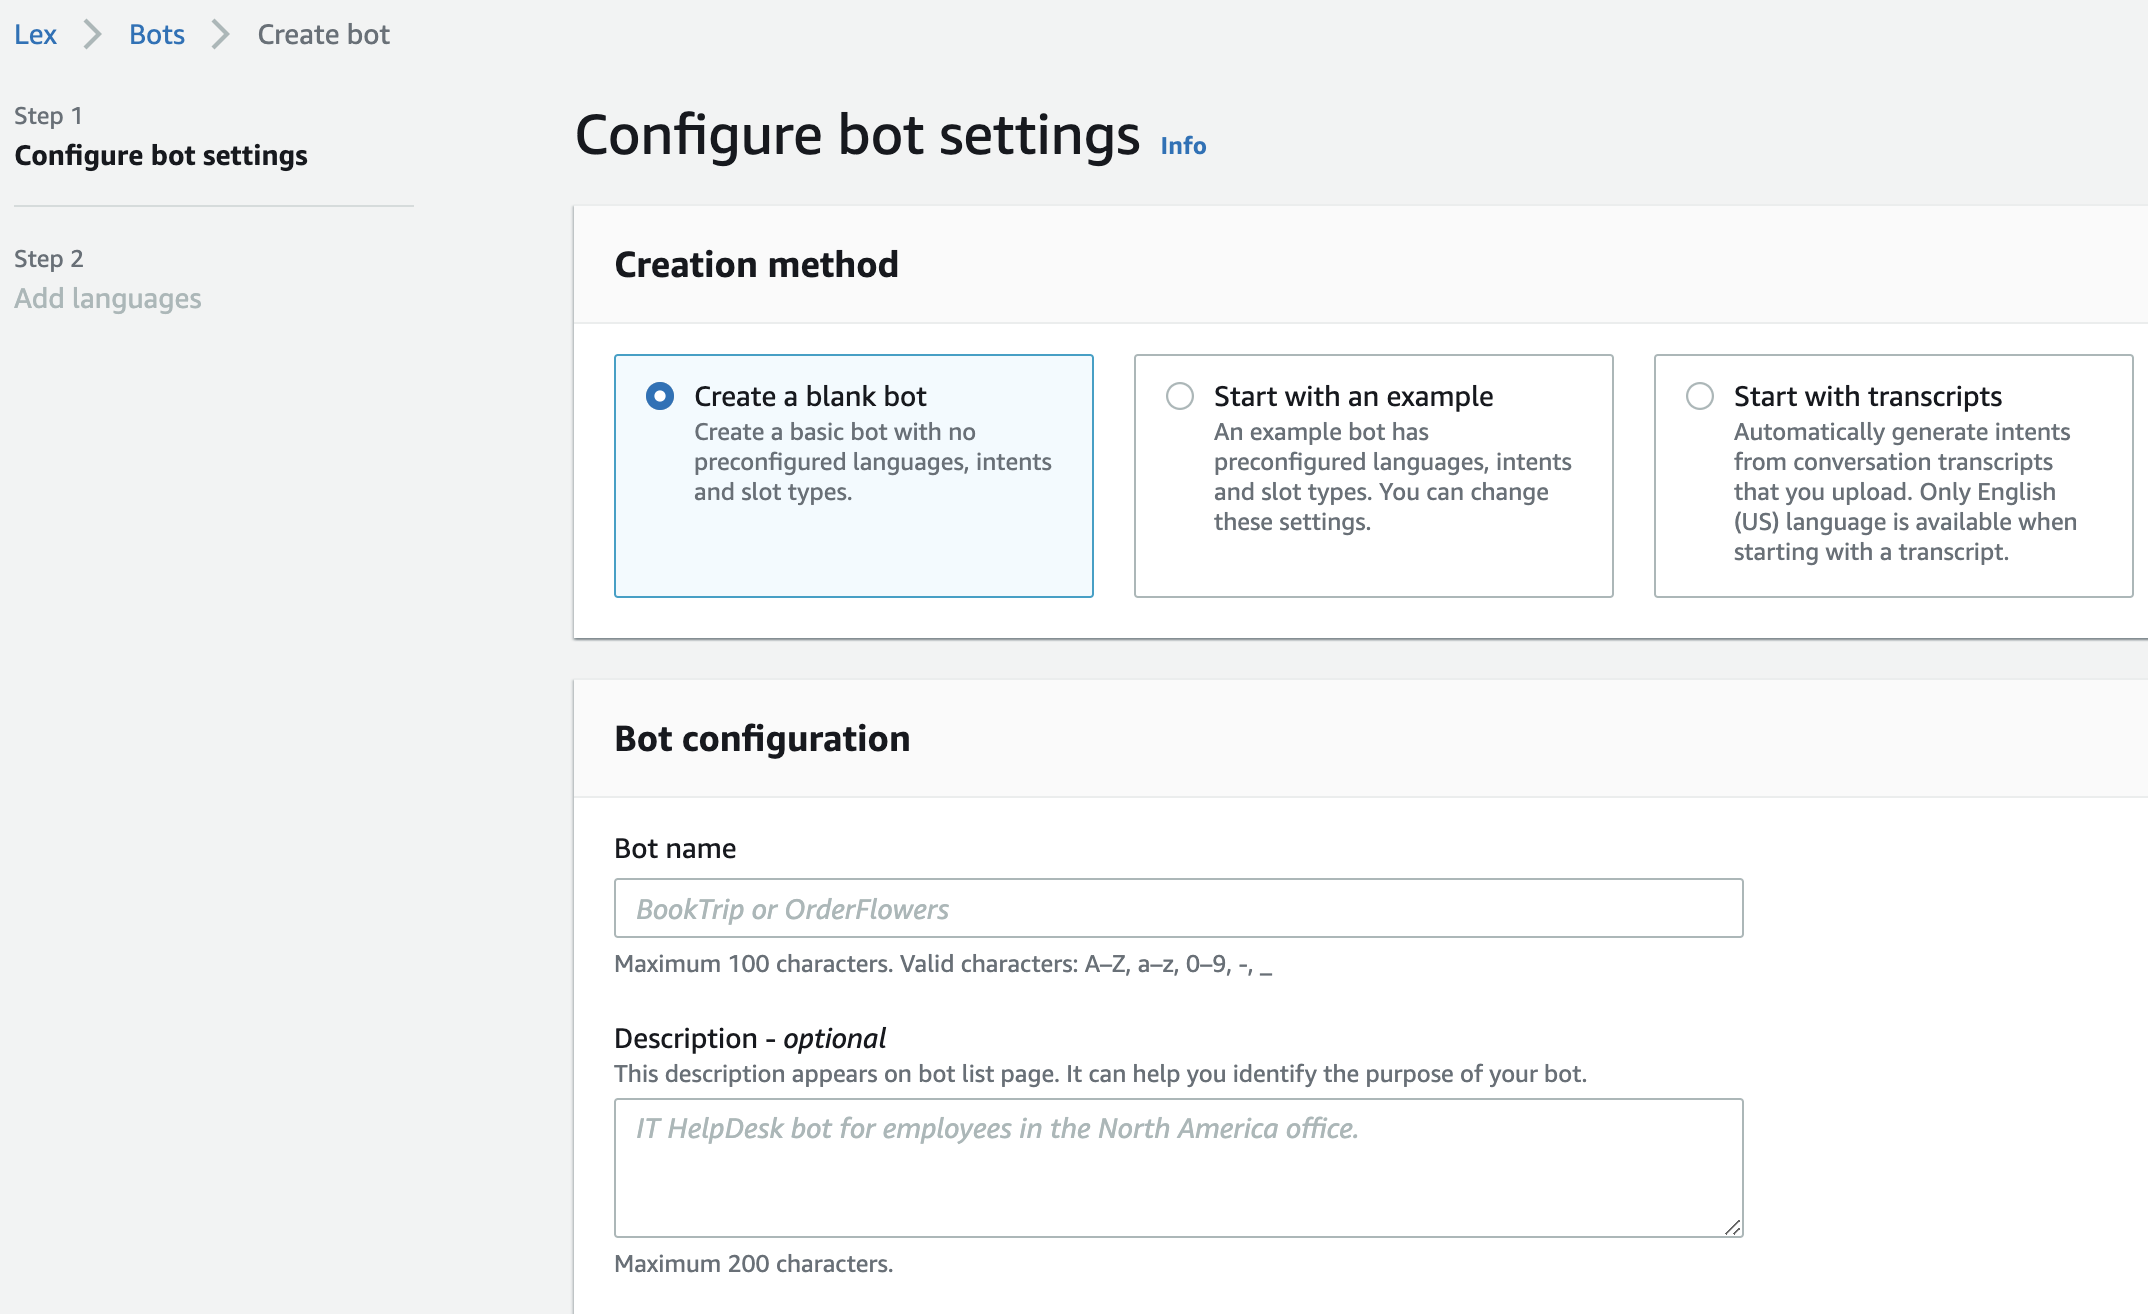 Lex > Bots > Create bot
Step 1
Configure bot settings
Step 2
Add languages
Configure bot settings Info
Creation method
Create a blank bot
Create a basic bot with no
preconfigured languages, intents
and slot types.
Start with an example
An example bot has
preconfigured languages, intents
and slot types. You can change
these settings.
Start with transcripts
Automatically generate intents
from conversation transcripts
that you upload. Only English
(US) language is available when
starting with a transcript.
Bot configuration
Bot name
BookTrip or OrderFlowers
Maximum 100 characters. Valid characters: A–Z, a–z, 0–9, -, _
Description - optional
This description appears on bot list page. It can help you identify the purpose of your bot.
IT HelpDesk bot for employees in the North America office.
Maximum 200 characters.